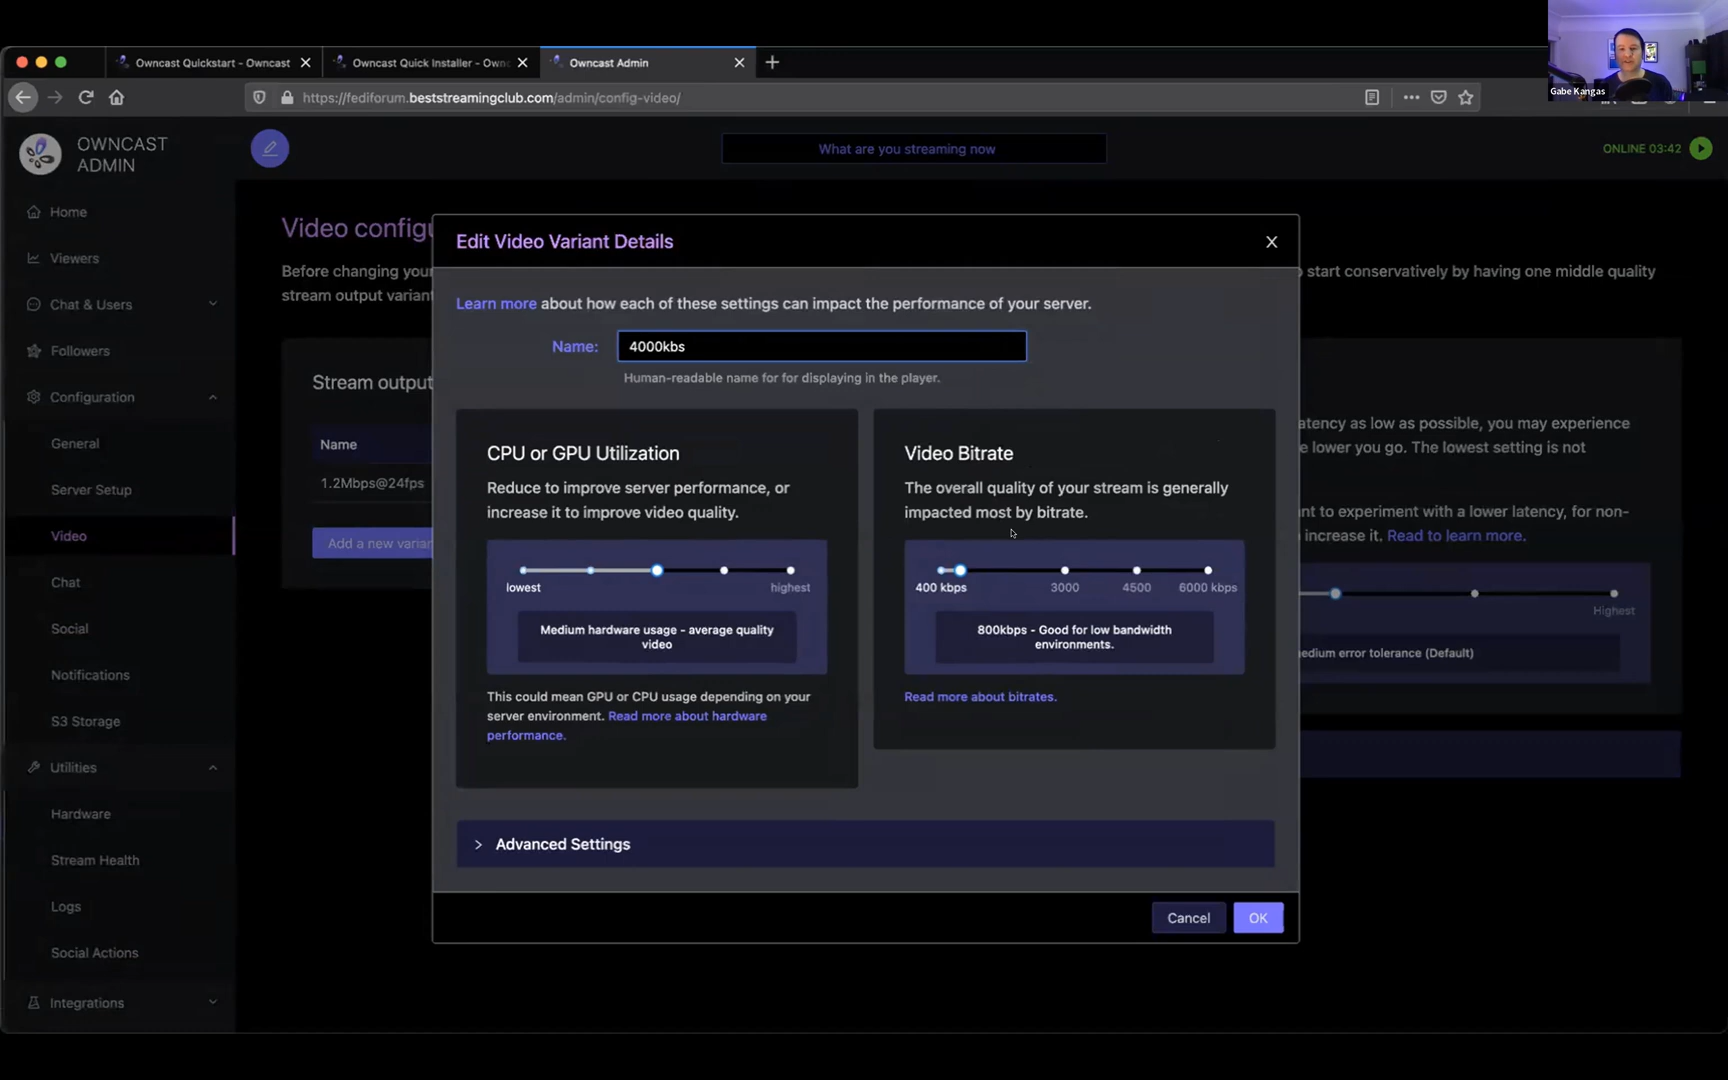 Owncast Quickstart - Owncast
Owncast Quick Installer - Ownc
Owncast Admin
https://fediforum.beststreamingclub.com/admin/config-video/
Gabe Kangas
OWNCAST
ADMIN
What are you streaming now
ONLINE 03:42
Home
Viewers
Chat & Users
Followers
Configuration
General
Server Setup
Video
Chat
Social
Notifications
S3 Storage
Utilities
Hardware
Stream Health
Logs
Social Actions
Integrations
Video configu
Before changing your
start conservatively by having one middle quality
stream output varian
Stream output
Name
1.2Mbps@24fps
Add a new varian
Edit Video Variant Details
Learn more about how each of these settings can impact the performance of your server.
Name: 4000kbs
Human-readable name for for displaying in the player.
CPU or GPU Utilization
Reduce to improve server performance, or
increase it to improve video quality.
lowest highest
Medium hardware usage - average quality
video
This could mean GPU or CPU usage depending on your
server environment. Read more about hardware
performance.
Video Bitrate
The overall quality of your stream is generally
impacted most by bitrate.
400 kbps 3000 4500 6000 kbps
800kbps - Good for low bandwidth
environments.
Read more about bitrates.
Advanced Settings
Cancel OK
atency as low as possible, you may experience
e lower you go. The lowest setting is not
nt to experiment with a lower latency, for non-
increase it. Read to learn more.
Highest
edium error tolerance (Default)